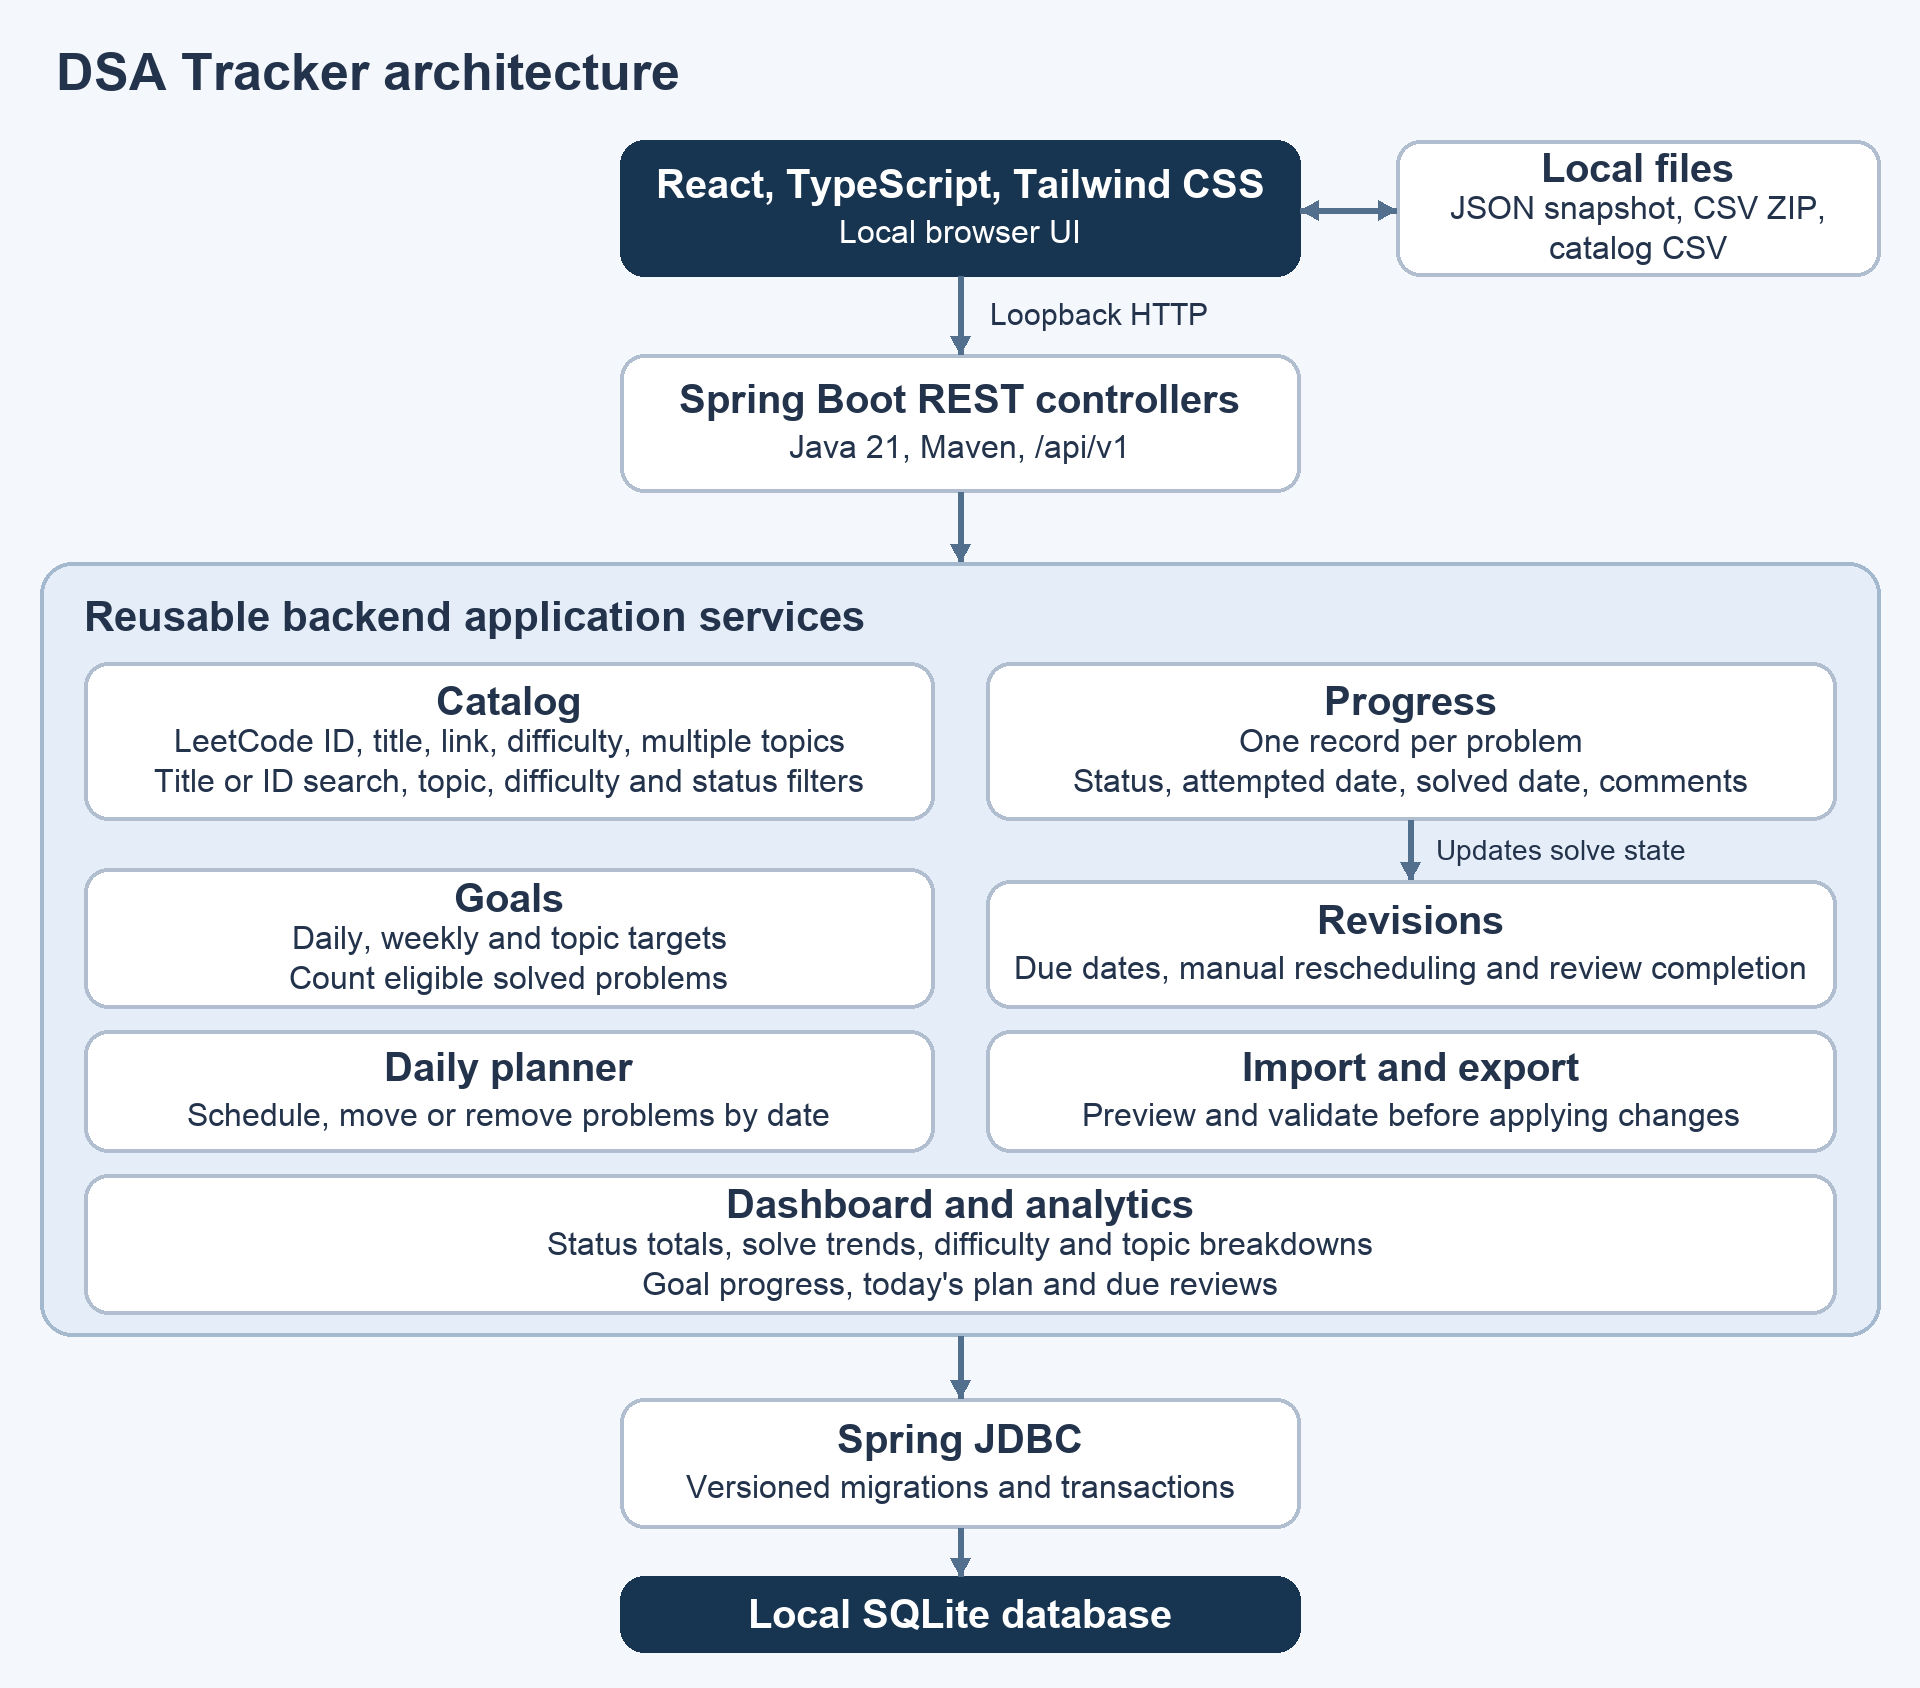 DSA Tracker architecture
React, TypeScript, Tailwind CSS
Local browser UI
Local files
JSON snapshot, CSV ZIP,
catalog CSV
Loopback HTTP
Spring Boot REST controllers
Java 21, Maven, /api/v1
Reusable backend application services
Catalog
LeetCode ID, title, link, difficulty, multiple topics
Title or ID search, topic, difficulty and status filters
Progress
One record per problem
Status, attempted date, solved date, comments
Updates solve state
Goals
Daily, weekly and topic targets
Count eligible solved problems
Revisions
Due dates, manual rescheduling and review completion
Daily planner
Schedule, move or remove problems by date
Import and export
Preview and validate before applying changes
Dashboard and analytics
Status totals, solve trends, difficulty and topic breakdowns
Goal progress, today's plan and due reviews
Spring JDBC
Versioned migrations and transactions
Local SQLite database